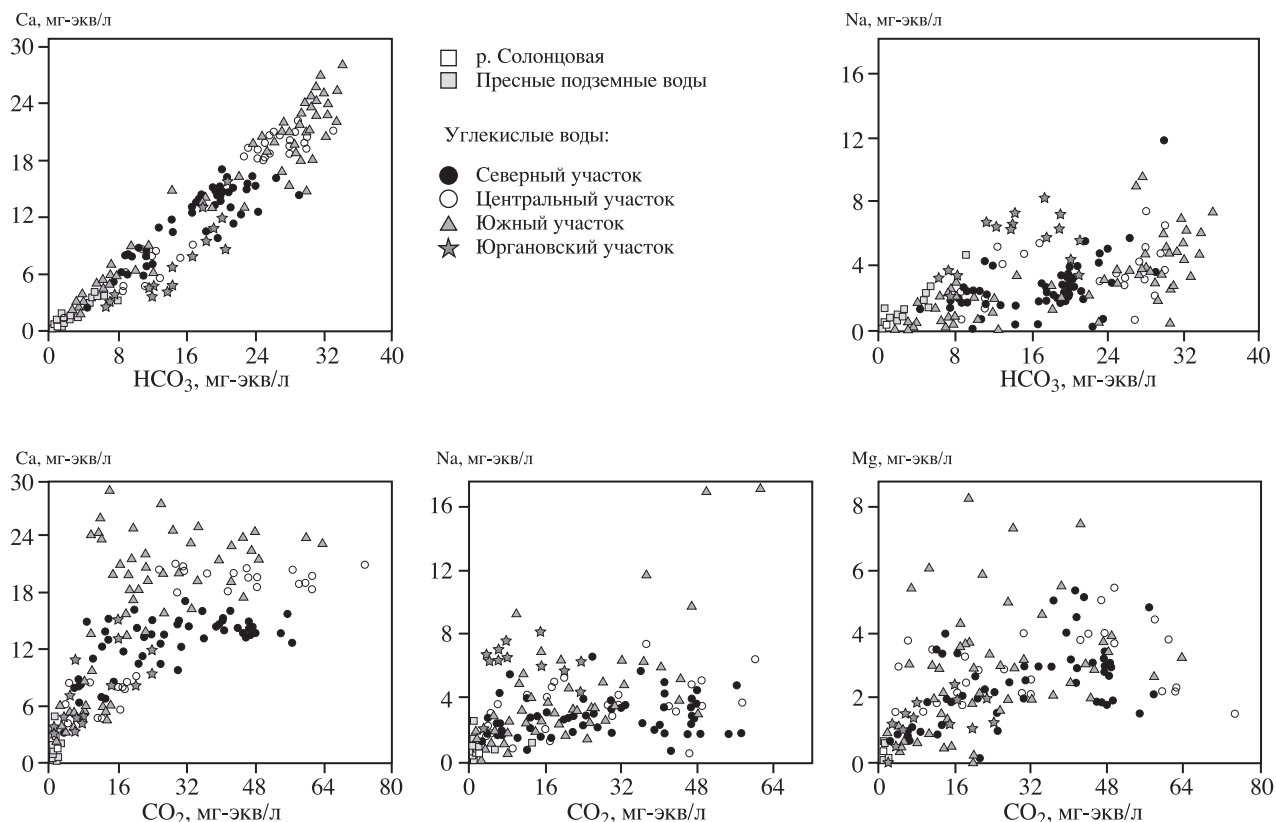 Ca, мг-экв/л
30
24
18
12
6
0
0 8 16 24 32 40
HCO₃, мг-экв/л
р. Солонцовая
Пресные подземные воды
Углекислые воды:
Северный участок
Центральный участок
Южный участок
Юргановский участок
Na, мг-экв/л
16
12
8
4
0
0 8 16 24 32 40
HCO₃, мг-экв/л
Ca, мг-экв/л
30
24
18
12
6
0
0 16 32 48 64 80
CO₂, мг-экв/л
Na, мг-экв/л
16
12
8
4
0
0 16 32 48 64
CO₂, мг-экв/л
Mg, мг-экв/л
8
6
4
2
0
0 16 32 48 64 80
CO₂, мг-экв/л